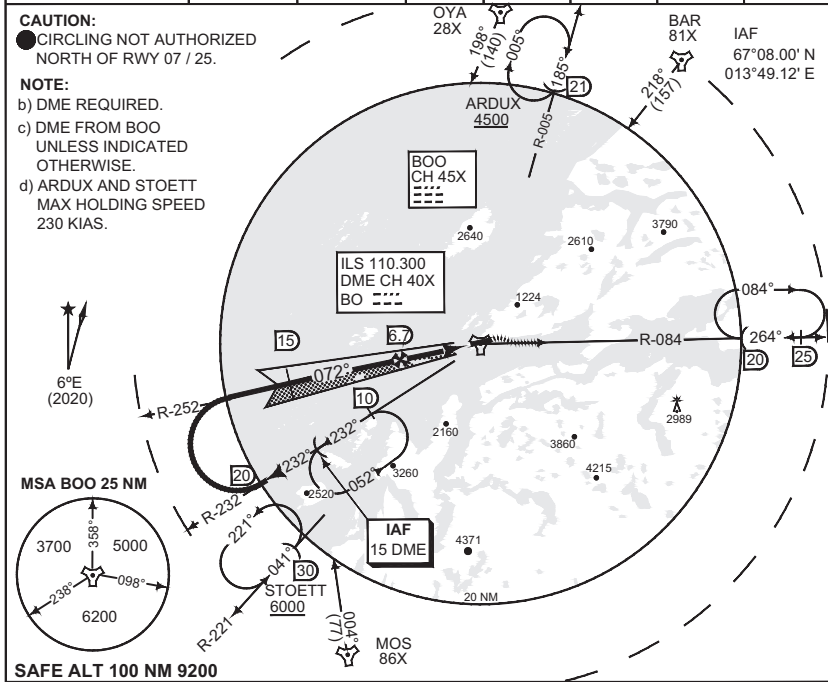 CAUTION:
CIRCLING NOT AUTHORIZED
NORTH OF RWY 07 / 25.
NOTE:
b) DME REQUIRED.
c) DME FROM BOO
UNLESS INDICATED
OTHERWISE.
d) ARDUX AND STOETT
MAX HOLDING SPEED
230 KIAS.
OYA
28X
198°
(140)
005°
185°
21
ARDUX
4500
R-005
BAR
81X
218°
(157)
IAF
67°08.00' N
013°49.12' E
BOO
CH 45X
2640
2610
3790
ILS 110.300
DME CH 40X
BO
1224
084°
15
6.7
R-084
264°
20
25
072°
6ºE
(2020)
R-252
10
232°
232°
2160
2989
3860
20
052°
3260
4215
R-232
2520
MSA BOO 25 NM
3700
358°
5000
238°
098°
6200
221°
IAF
15 DME
4371
041°
30
STOETT
6000
20 NM
R-221
004°
(77)
MOS
86X
SAFE ALT 100 NM 9200